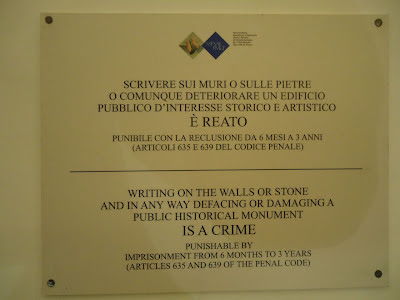 SCRIVERE SUI MURI O SULLE PIETRE
O COMUNQUE DETERIORARE UN EDIFICIO
PUBBLICO D'INTERESSE STORICO E ARTISTICO
È REATO
PUNIBILE CON LA RECLUSIONE DA 6 MESI A 3 ANNI
(ARTICOLI 635 E 639 DEL CODICE PENALE)
WRITING ON THE WALLS OR STONE
AND IN ANY WAY DEFACING OR DAMAGING A
PUBLIC HISTORICAL MONUMENT
IS A CRIME
PUNISHABLE BY
IMPRISONMENT FROM 6 MONTHS TO 3 YEARS
(ARTICLES 635 AND 639 OF THE PENAL CODE)